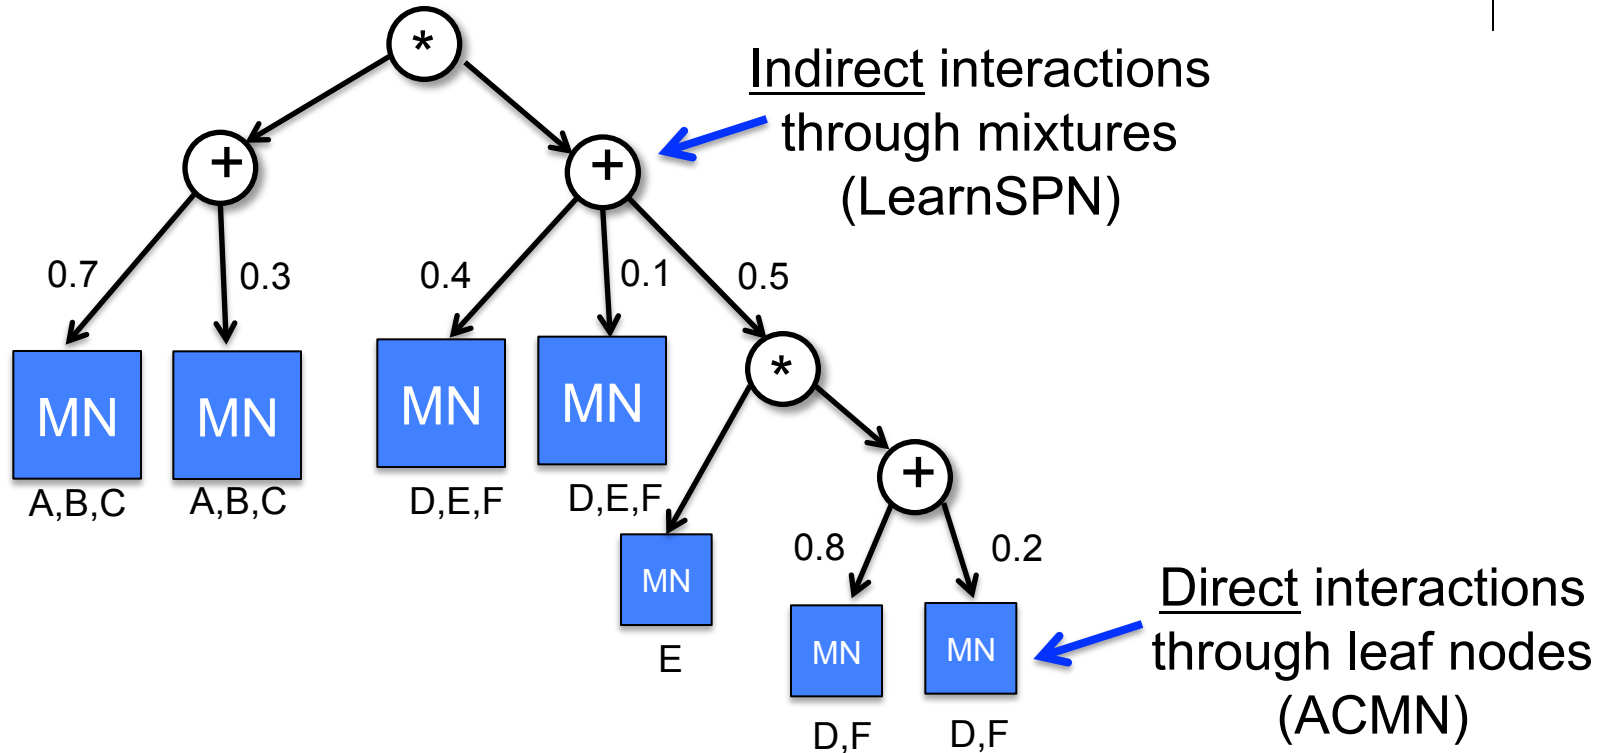 *
Indirect interactions
through mixtures
(LearnSPN)
+
+
0.7
0.3
0.4
0.1
0.5
*
MN
MN
MN
MN
A,B,C
A,B,C
D,E,F
D,E,F
+
0.8
0.2
MN
E
MN
MN
D,F
D,F
Direct interactions
through leaf nodes
(ACMN)